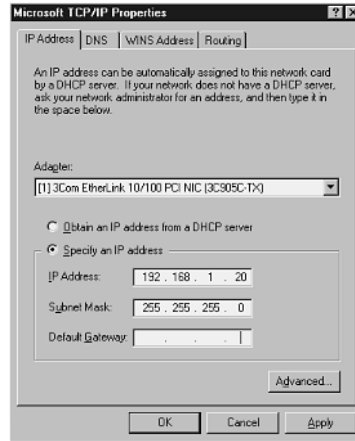 Microsoft TCP/IP Properties
IP Address DNS WINS Address Routing
An IP address can be automatically assigned to this network card
by a DHCP server. If your network does not have a DHCP server,
ask your network administrator for an address, and then type it in
the space below.
Adapter:
[1] 3Com EtherLink 10/100 PCI NIC (3C905C-TX)
Obtain an IP address from a DHCP server
Specify an IP address
IP Address: 192 . 168 . 1 . 20
Subnet Mask: 255 . 255 . 255 . 0
Default Gateway: . . .
Advanced...
OK Cancel Apply